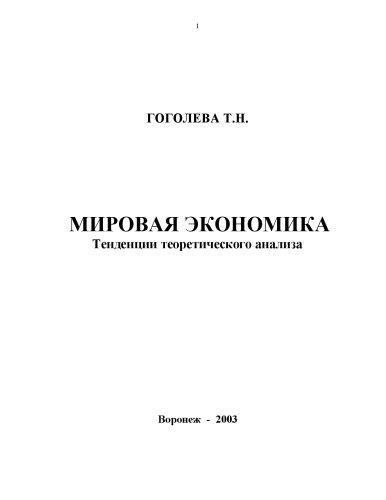 1
ГОГОЛЕВА Т.Н.
МИРОВАЯ ЭКОНОМИКА
Тенденции теоретического анализа
Воронеж - 2003